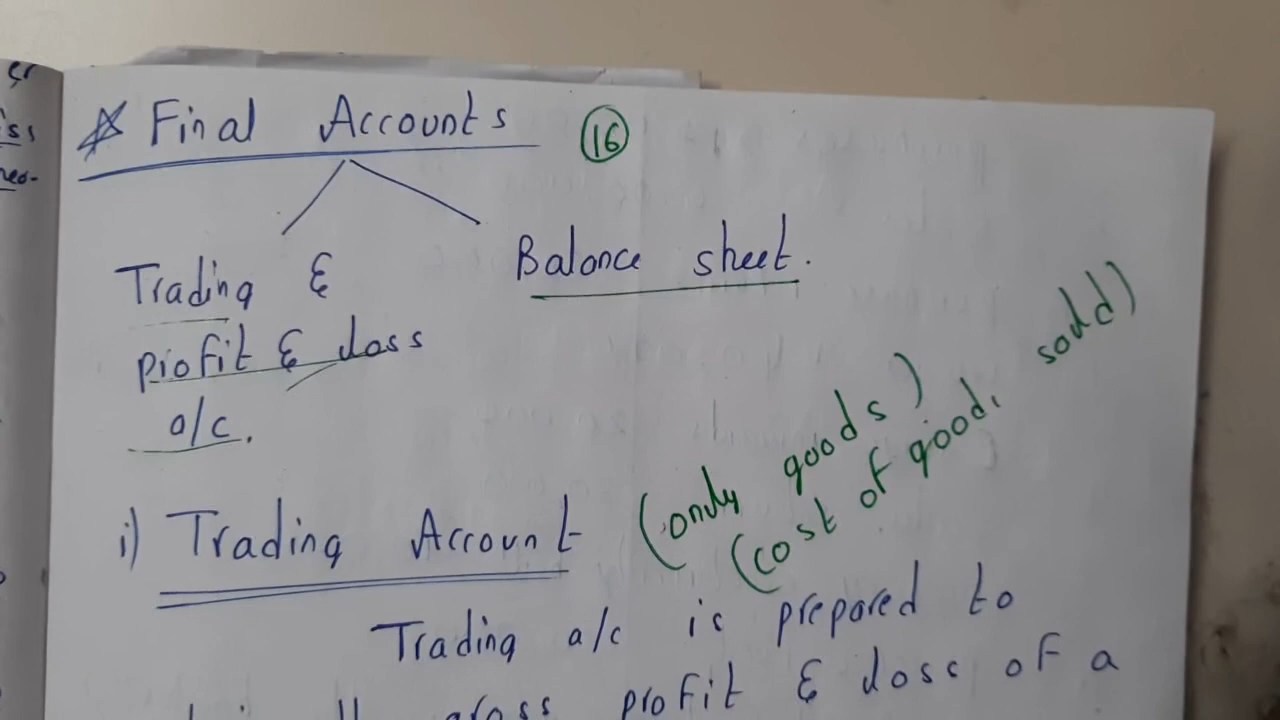 Final Accounts 16
Trading &
Profit & Loss
a/c.
Balance sheet.
i) Trading Account
(only goods)
(cost of goods sold)
Trading a/c is prepared to
gross profit & loss of a